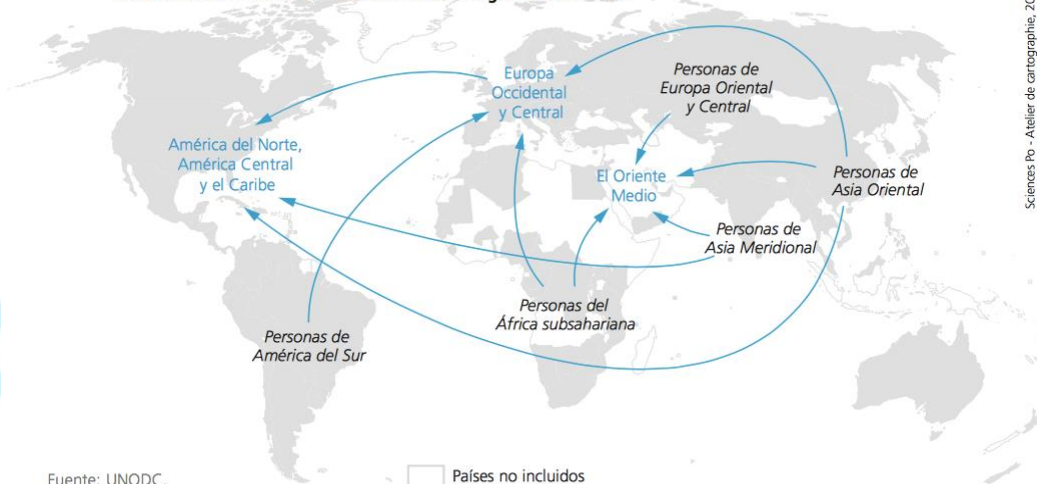 Europa
Occidental
y Central
Personas de
Europa Oriental
y Central
América del Norte,
América Central
y el Caribe
El Oriente
Medio
Personas de
Asia Oriental
Personas de
Asia Meridional
Personas del
África subsahariana
Personas de
América del Sur
Fuente: UNODC.
Países no incluidos
Sciences Po - Atelier de cartographie, 20